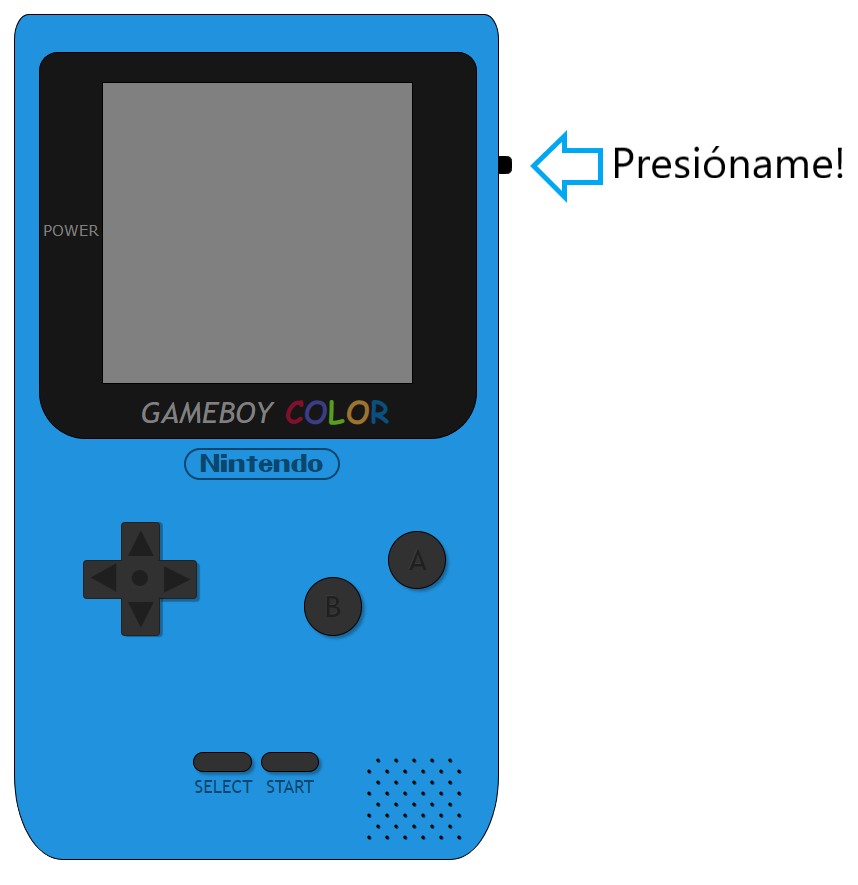 Presióname!
POWER
GAMEBOY COLOR
Nintendo
A
B
SELECT START